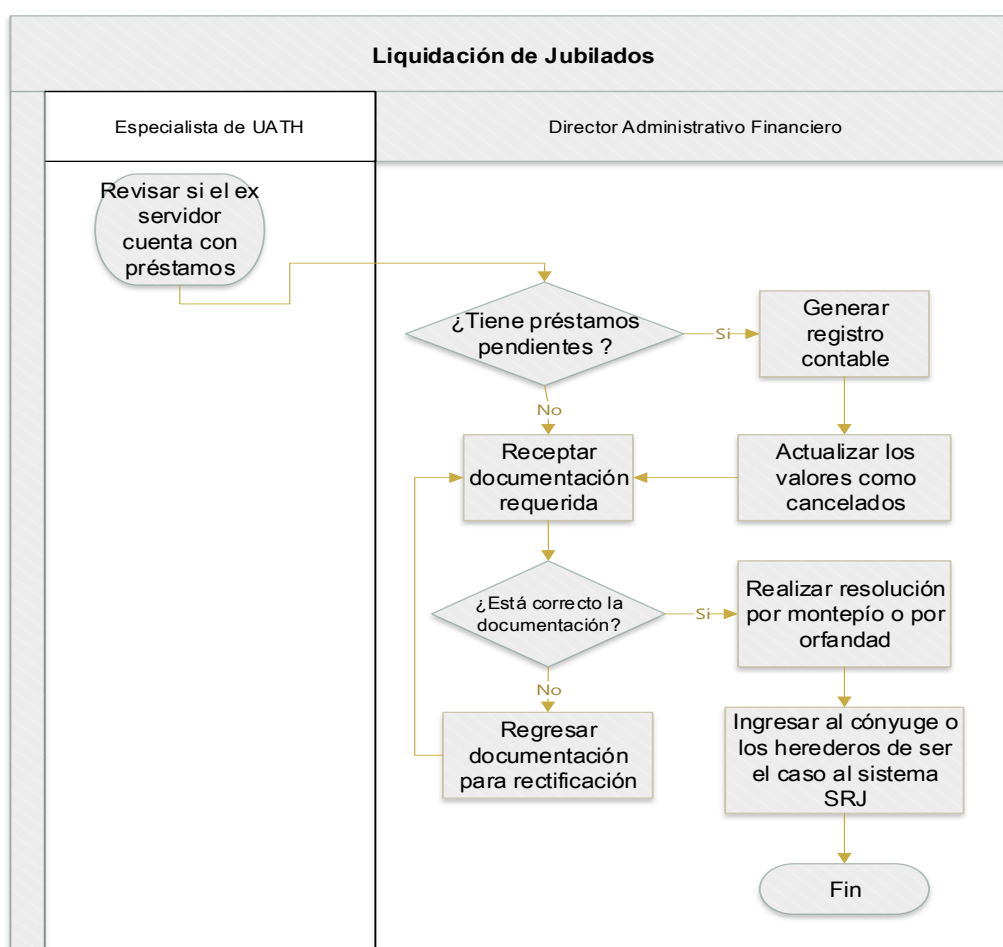 Liquidación de Jubilados
Especialista de UATH
Director Administrativo Financiero
Revisar si el ex
servidor
cuenta con
préstamos
¿Tiene préstamos
pendientes ?
Si
Generar
registro
contable
No
Receptar
documentación
requerida
Actualizar los
valores como
cancelados
¿Está correcto la
documentación?
Si
Realizar resolución
por montepío o por
orfandad
No
Regresar
documentación
para rectificación
Ingresar al cónyuge o
los herederos de ser
el caso al sistema
SRJ
Fin